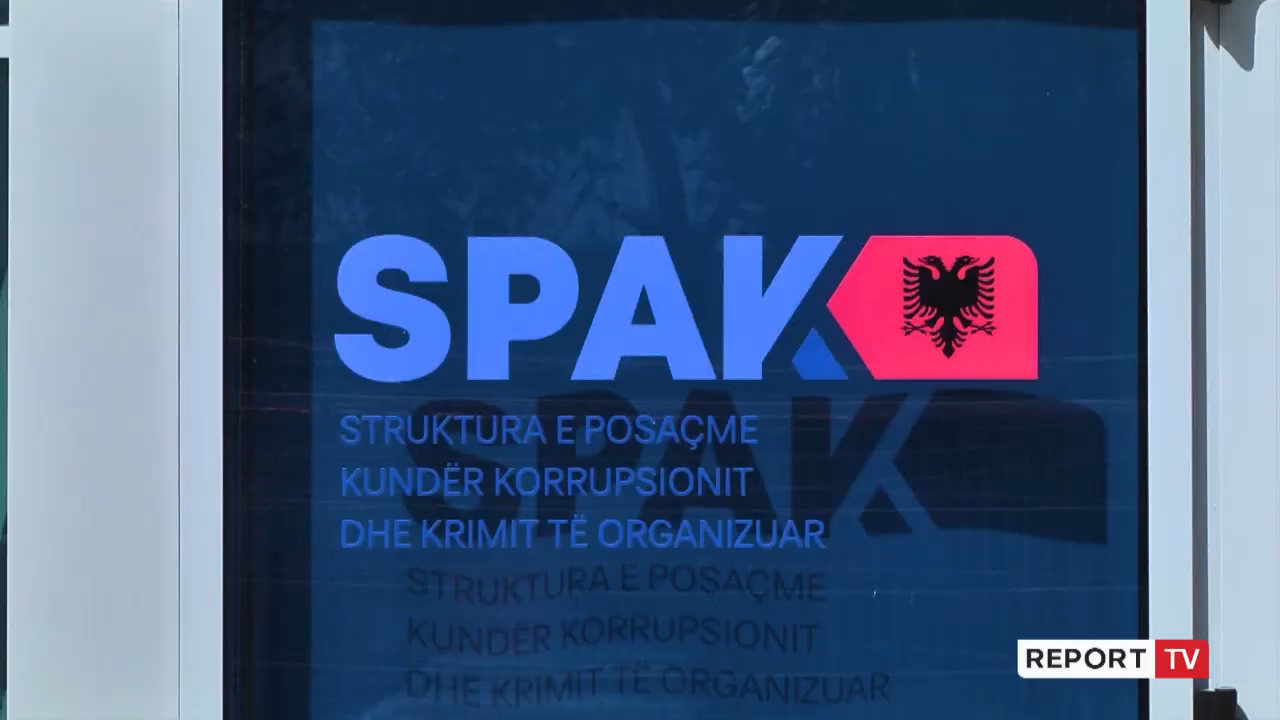 SPAK
STRUKTURA E POSAÇME
KUNDËR KORRUPSIONIT
DHE KRIMIT TË ORGANIZUAR
SPAK
STRUKTURA E POSAÇME
KUNDËR KORRUPSIONIT
DHE KRIMIT TË ORGANIZUAR
REPORT TV